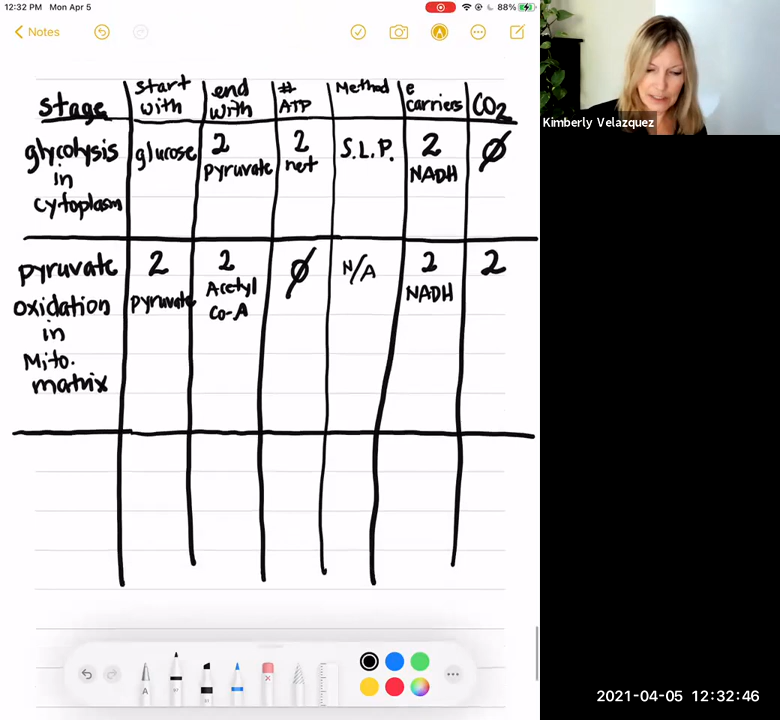 12:32 PM Mon Apr 5
88%
Notes
Stage
start with
end with
# ATP
Method
e carriers
CO2
glycolysis
in
cytoplasm
glucose
2
pyruvate
2
net
S.L.P.
2
NADH
Ø
pyruvate
oxidation
in
Mito.
matrix
2
pyruvate
2
Acetyl
Co-A
Ø
N/A
2
NADH
2
A
Kimberly Velazquez
2021-04-05 12:32:46